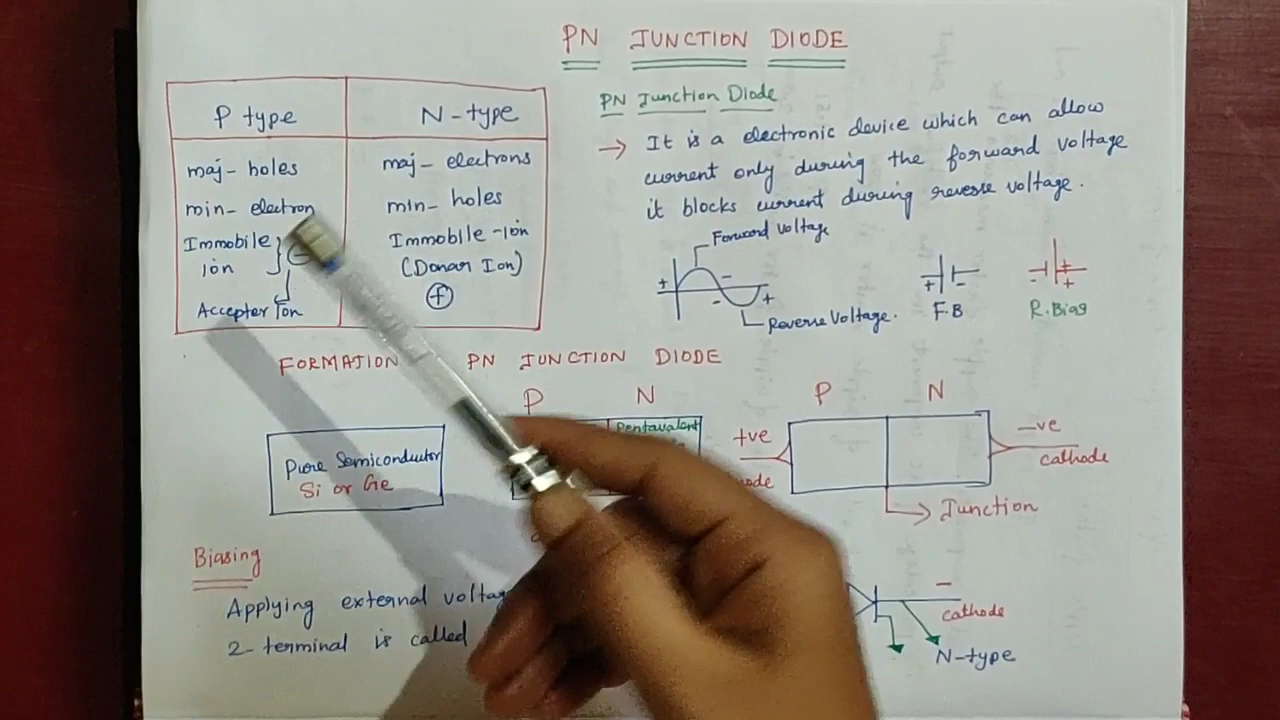 PN JUNCTION DIODE
P type
N-type
maj- holes
maj- electrons
min- electron
min- holes
Immobile
ion
Immobile-ion
(Donar Ion)
Accepter Ion
PN Junction Diode
→ It is a electronic device which can allow
current only during the forward voltage
it blocks current during reverse voltage.
Forward voltage
+ - - +
Reverse Voltage.
+ -
F.B
- +
+
R.Bias
FORMATION PN JUNCTION DIODE
Pure Semiconductor
Si or Ge
P N
Pentavalent
P N
+ve
-ve
cathode
Junction
Biasing
Applying external
2-terminal is called
-
cathode
N-type